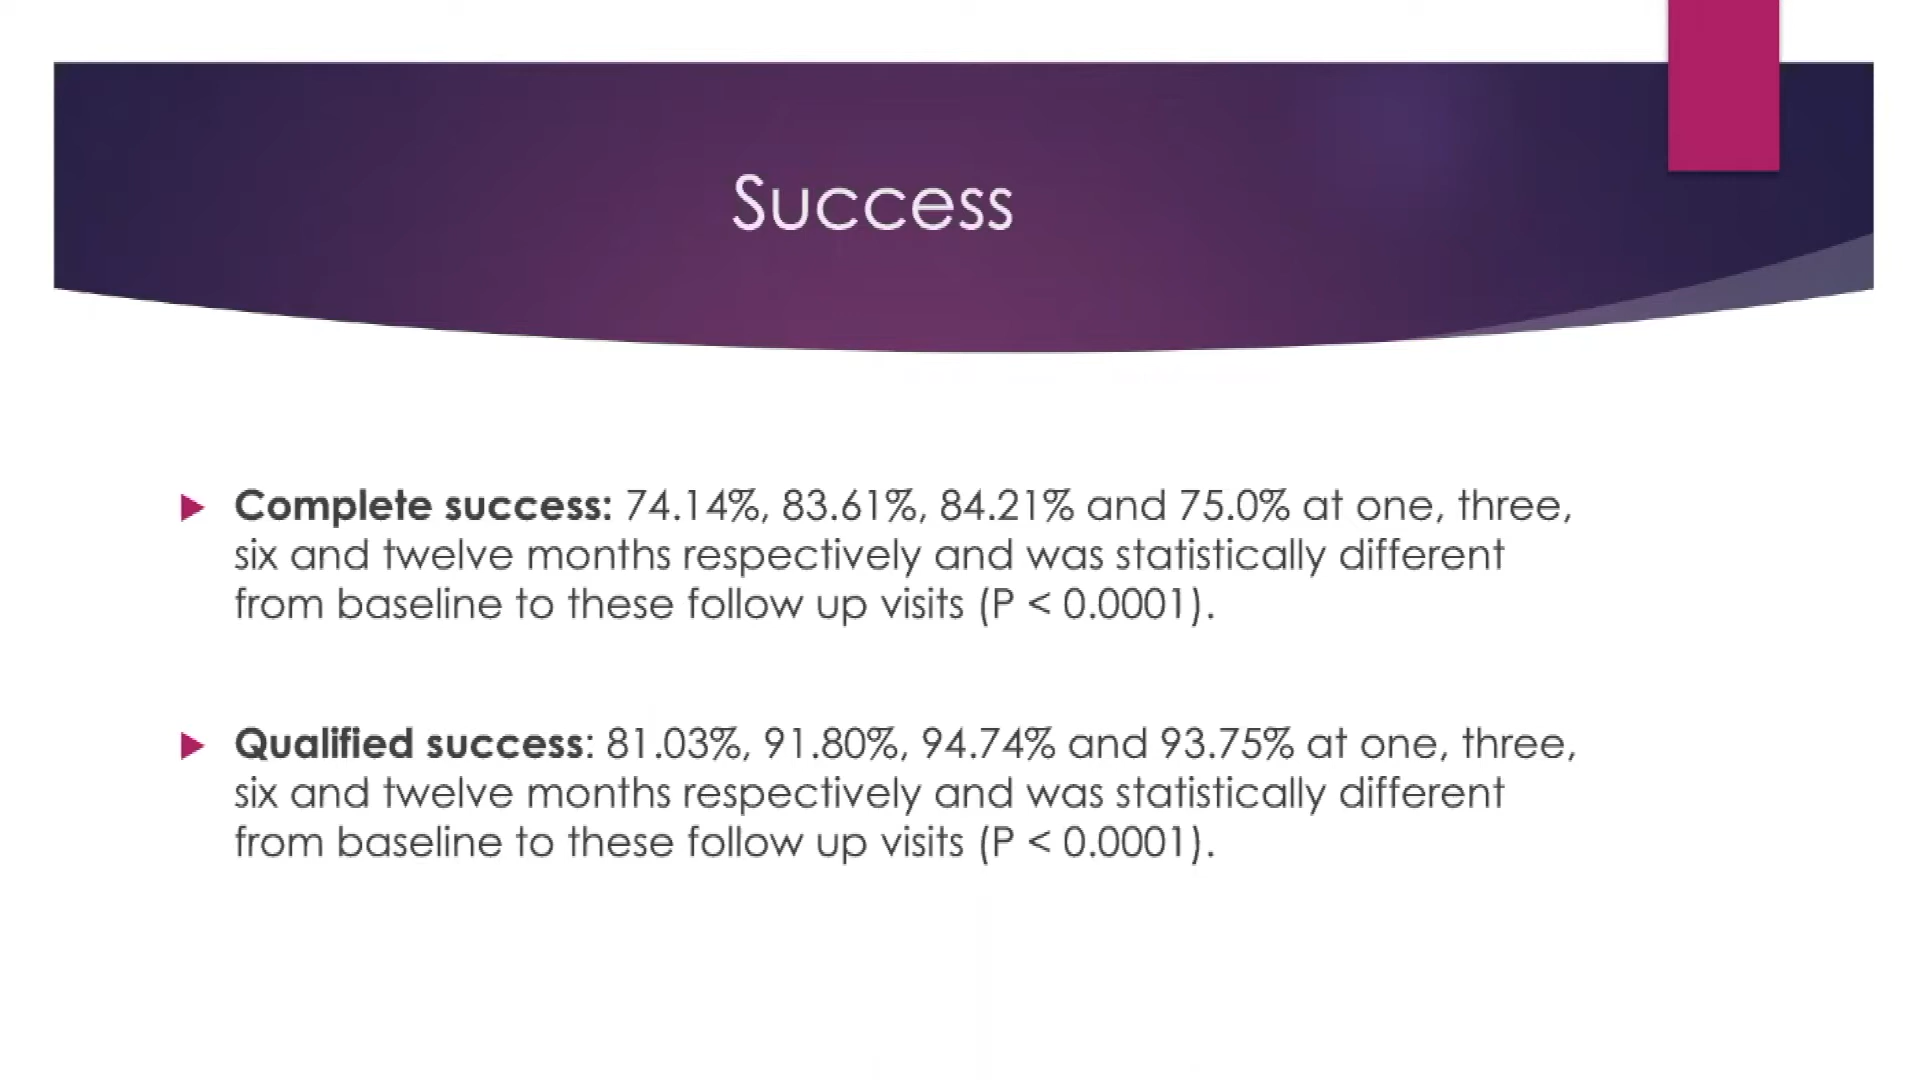 Success
Complete success: 74.14%, 83.61%, 84.21% and 75.0% at one, three,
six and twelve months respectively and was statistically different
from baseline to these follow up visits (P < 0.0001).
Qualified success: 81.03%, 91.80%, 94.74% and 93.75% at one, three,
six and twelve months respectively and was statistically different
from baseline to these follow up visits (P < 0.0001).